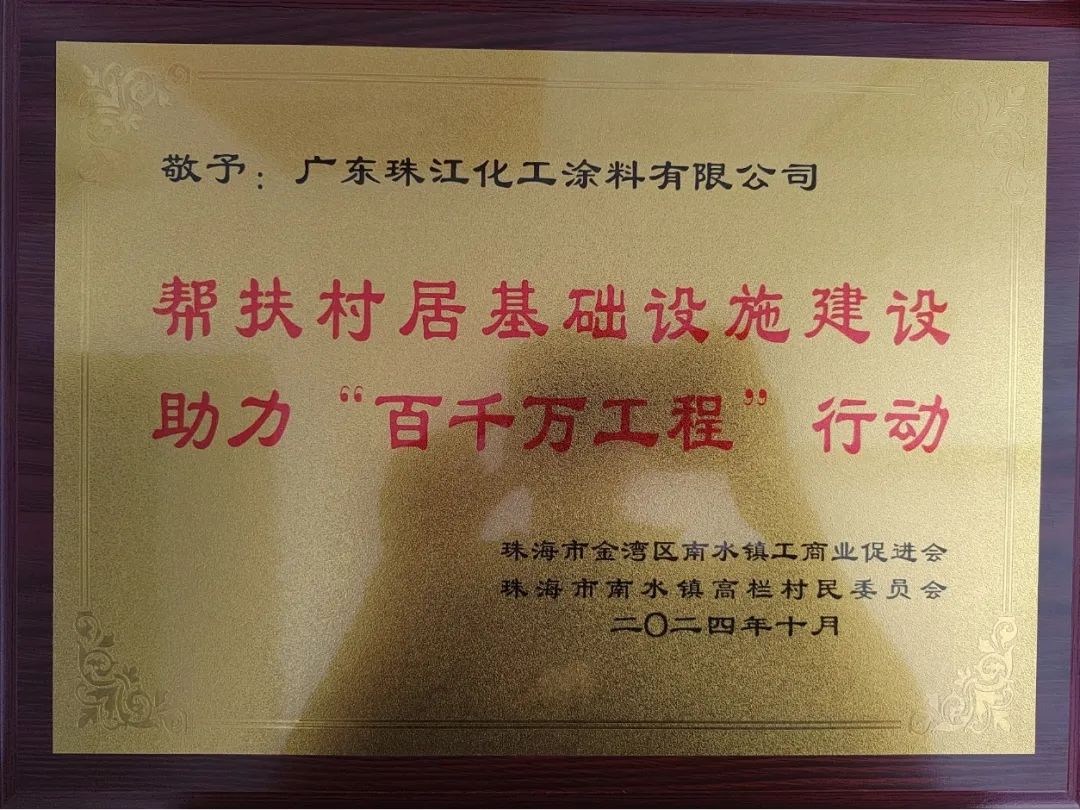 敬予：广东珠江化工涂料有限公司
帮扶村居基础设施建设
助力“百千万工程”行动
珠海市金湾区南水镇工商业促进会
珠海市南水镇高栏村民委员会
二〇二四年十月